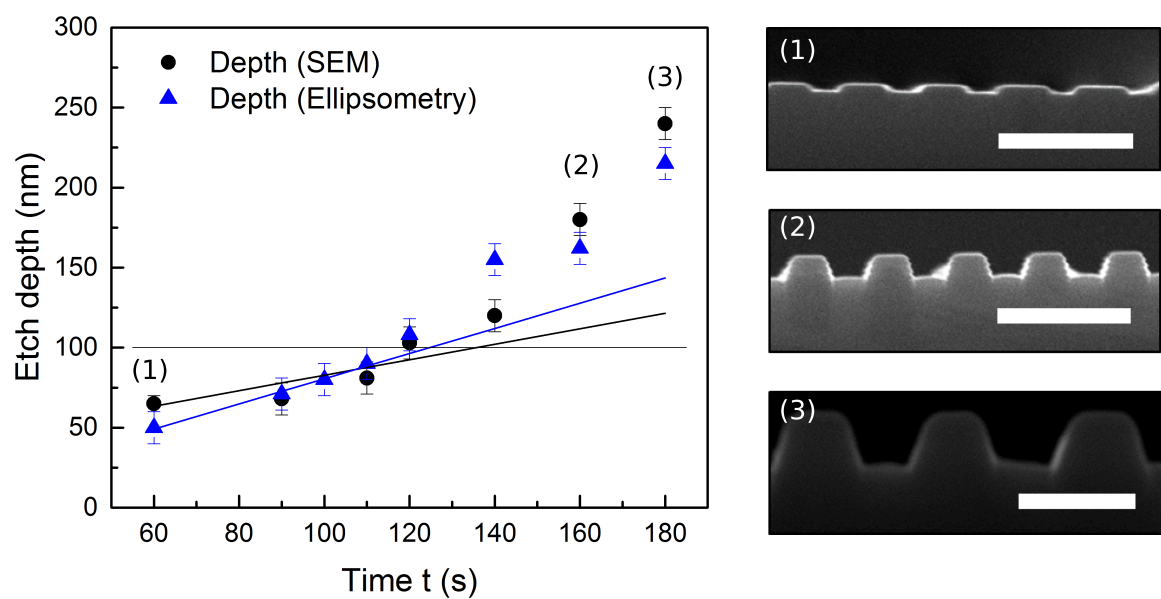 300
250
200
150
100
50
0
Etch depth (nm)
Depth (SEM)
Depth (Ellipsometry)
(1)
(2)
(3)
60 80 100 120 140 160 180
Time t (s)
(1)
(2)
(3)